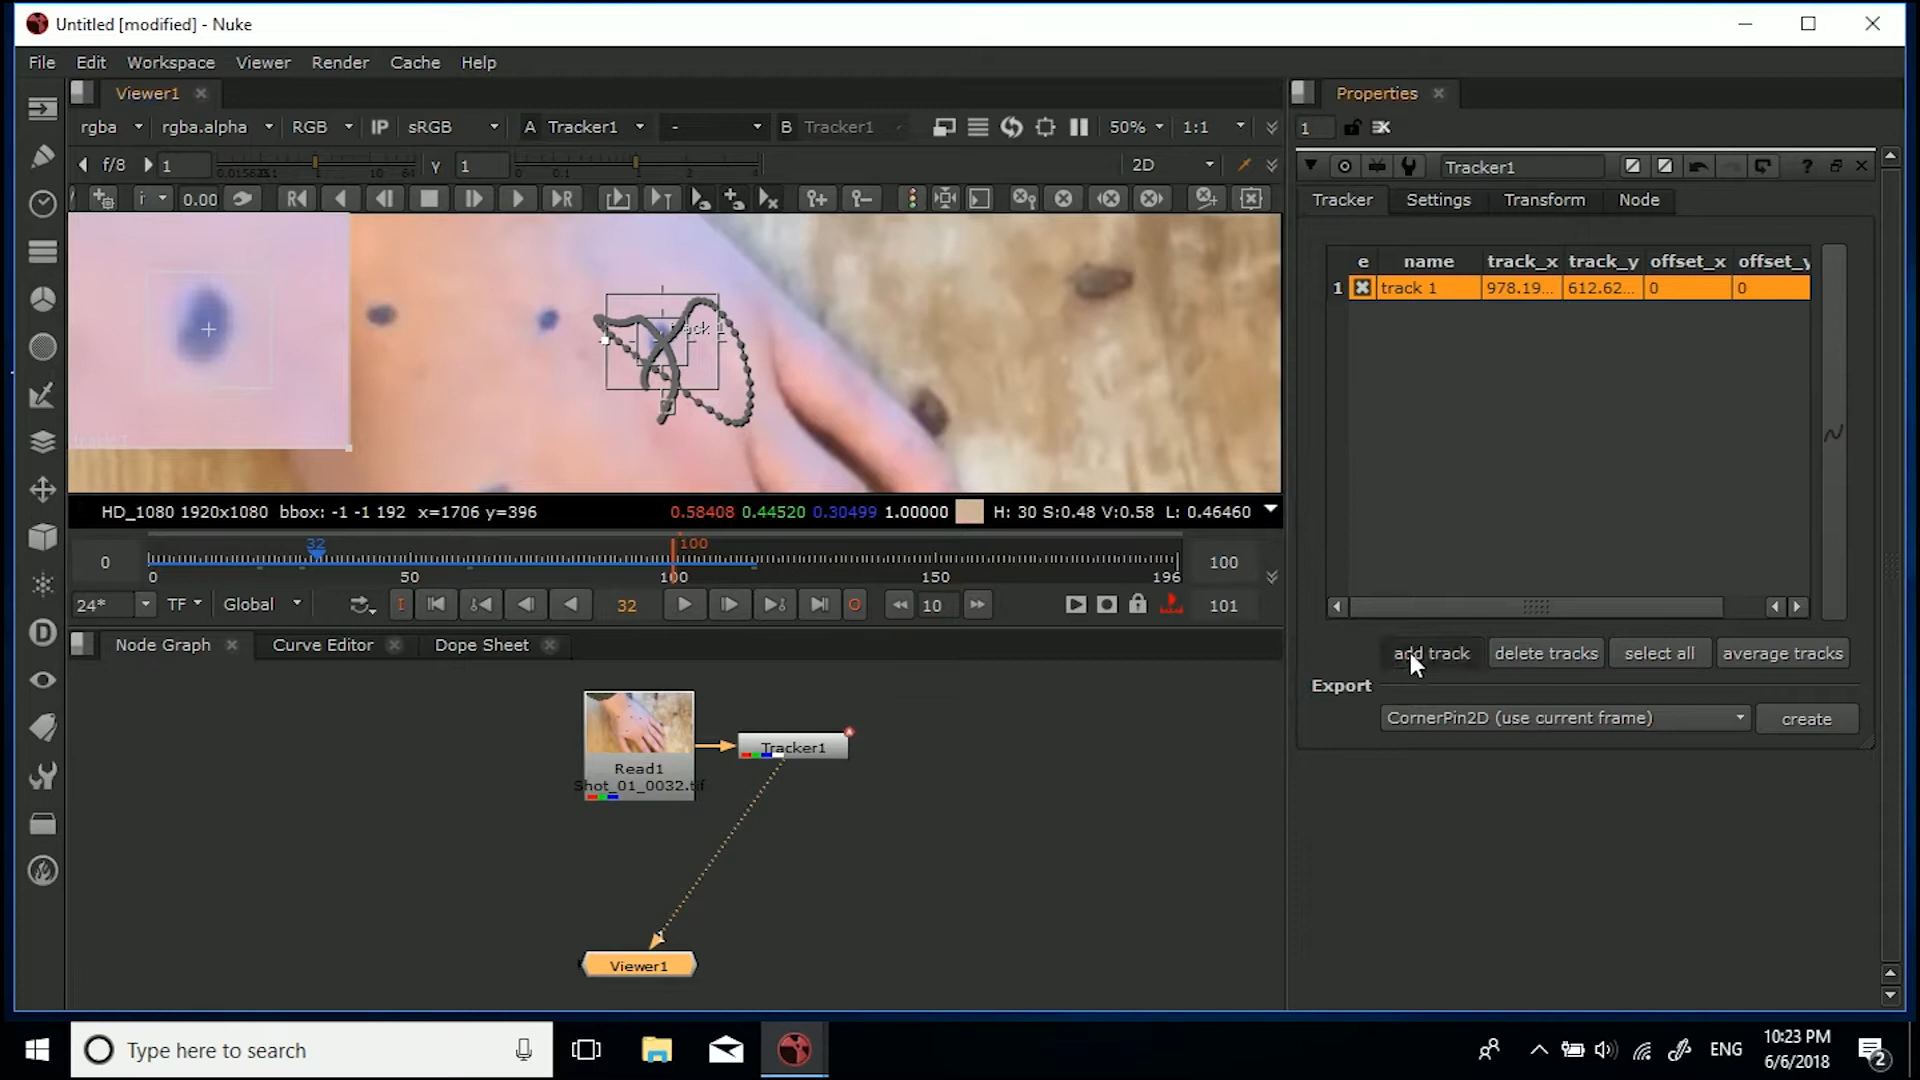 Untitled [modified] - Nuke
File Edit Workspace Viewer Render Cache Help
Viewer1
Properties
rgba rgba.alpha RGB IP sRGB A Tracker1 - B Tracker1 50% 1:1
1
f/8 1 Y 1 2D
Tracker1
i 0.00
Tracker Settings Transform Node
e name track_x track_y offset_x offset_y
1 track 1 978.19... 612.62... 0 0
track 1
HD_1080 1920x1080 bbox: -1 -1 192 x=1706 y=396 0.58408 0.44520 0.30499 1.00000 H: 30 S:0.48 V:0.58 L: 0.46460
32 100
0 0 50 100 150 196 100
24* TF Global 32 10 101
Node Graph Curve Editor Dope Sheet
add track delete tracks select all average tracks
Export
CornerPin2D (use current frame) create
Tracker1
Read1
Shot_01_0032.tif
1
Viewer1
Type here to search
ENG
10:23 PM
6/6/2018
2